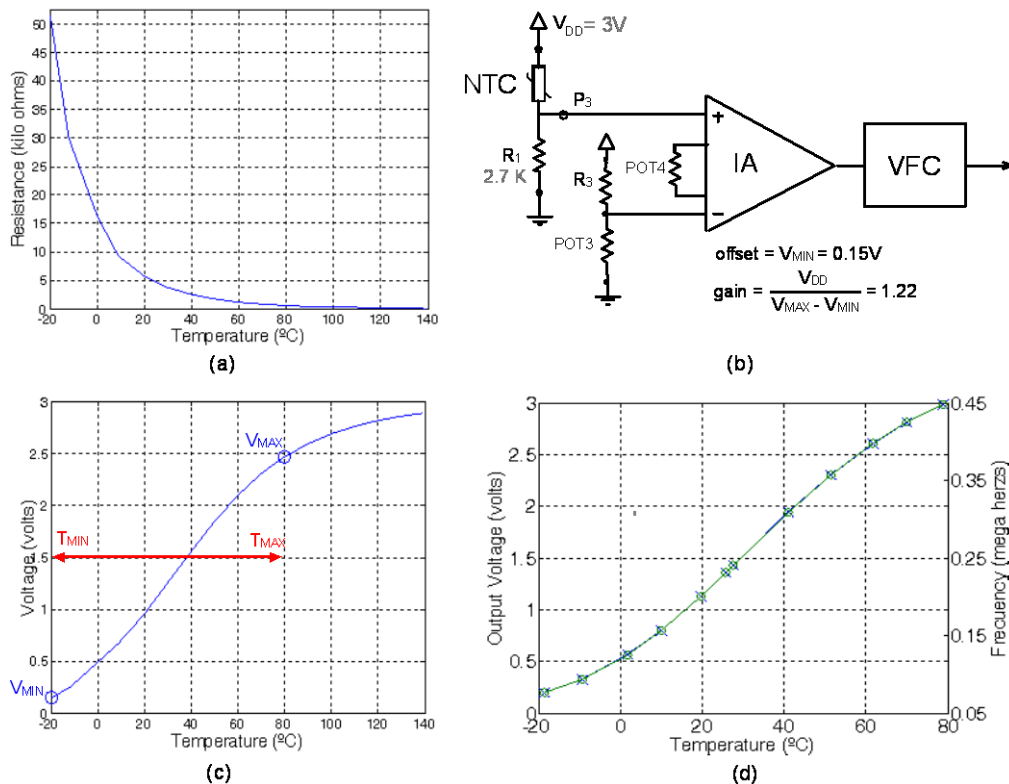 50
45
40
35
30
25
20
15
10
5
0
-20 0 20 40 60 80 100 120 140
Resistance (kilo ohms)
Temperature (ºC)
(a)
VDD = 3V
NTC
P3
R1
2.7 K
R3
POT4
POT3
+
−
IA
VFC
offset = VMIN = 0.15V
gain = VDD / VMAX - VMIN = 1.22
(b)
3
2.5
2
1.5
1
0.5
0
-20 0 20 40 60 80 100 120 140
Voltage (volts)
Temperature (ºC)
VMAX
TMIN
TMAX
VMIN
(c)
3
2.5
2
1.5
1
0.5
0
-20 0 20 40 60 80
Output Voltage (volts)
Temperature (ºC)
0.45
0.35
0.25
0.15
0.05
Frecuency (mega herzs)
(d)